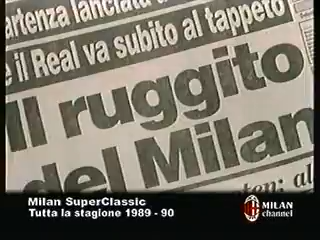 artenza lanciata
e il Real va subito al tappeto
Il ruggito
del Milan
Milan SuperClassic
Tutta la stagione 1989 - 90
MILAN
channel